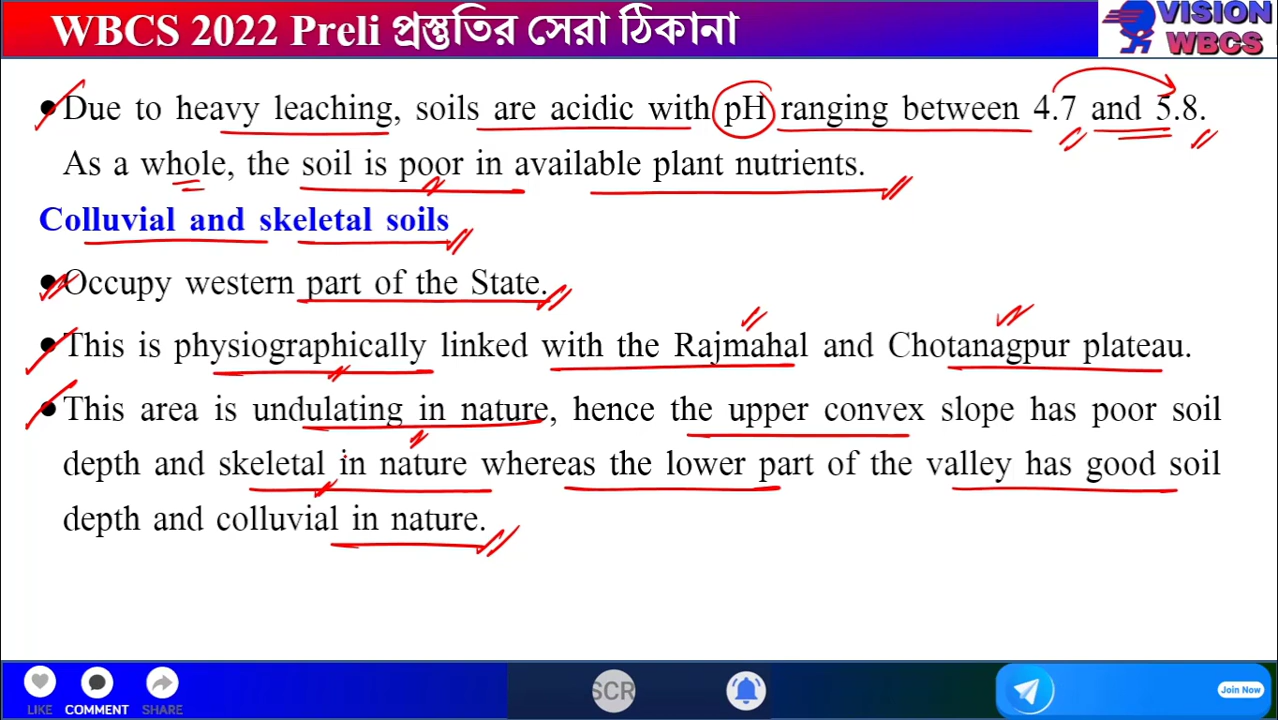 WBCS 2022 Preli প্রস্তুতির সেরা ঠিকানা
VISION
WBCS
● Due to heavy leaching, soils are acidic with pH ranging between 4.7 and 5.8.
As a whole, the soil is poor in available plant nutrients.
Colluvial and skeletal soils
● Occupy western part of the State.
● This is physiographically linked with the Rajmahal and Chotanagpur plateau.
● This area is undulating in nature, hence the upper convex slope has poor soil
depth and skeletal in nature whereas the lower part of the valley has good soil
depth and colluvial in nature.
LIKE COMMENT SHARE
SCR
Join Now